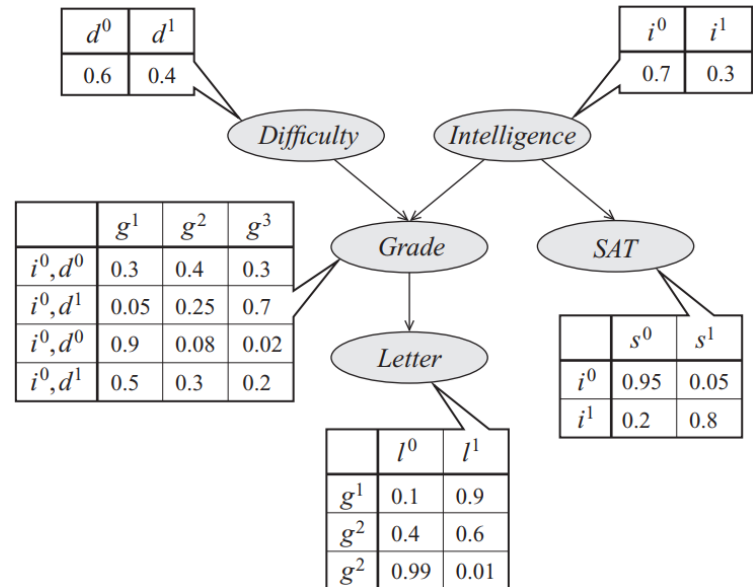 d⁰ d¹
0.6 0.4
i⁰ i¹
0.7 0.3
Difficulty
Intelligence
g¹ g² g³
i⁰, d⁰ 0.3 0.4 0.3
i⁰, d¹ 0.05 0.25 0.7
i⁰, d⁰ 0.9 0.08 0.02
i⁰, d¹ 0.5 0.3 0.2
Grade
SAT
s⁰ s¹
i⁰ 0.95 0.05
i¹ 0.2 0.8
Letter
l⁰ l¹
g¹ 0.1 0.9
g² 0.4 0.6
g² 0.99 0.01